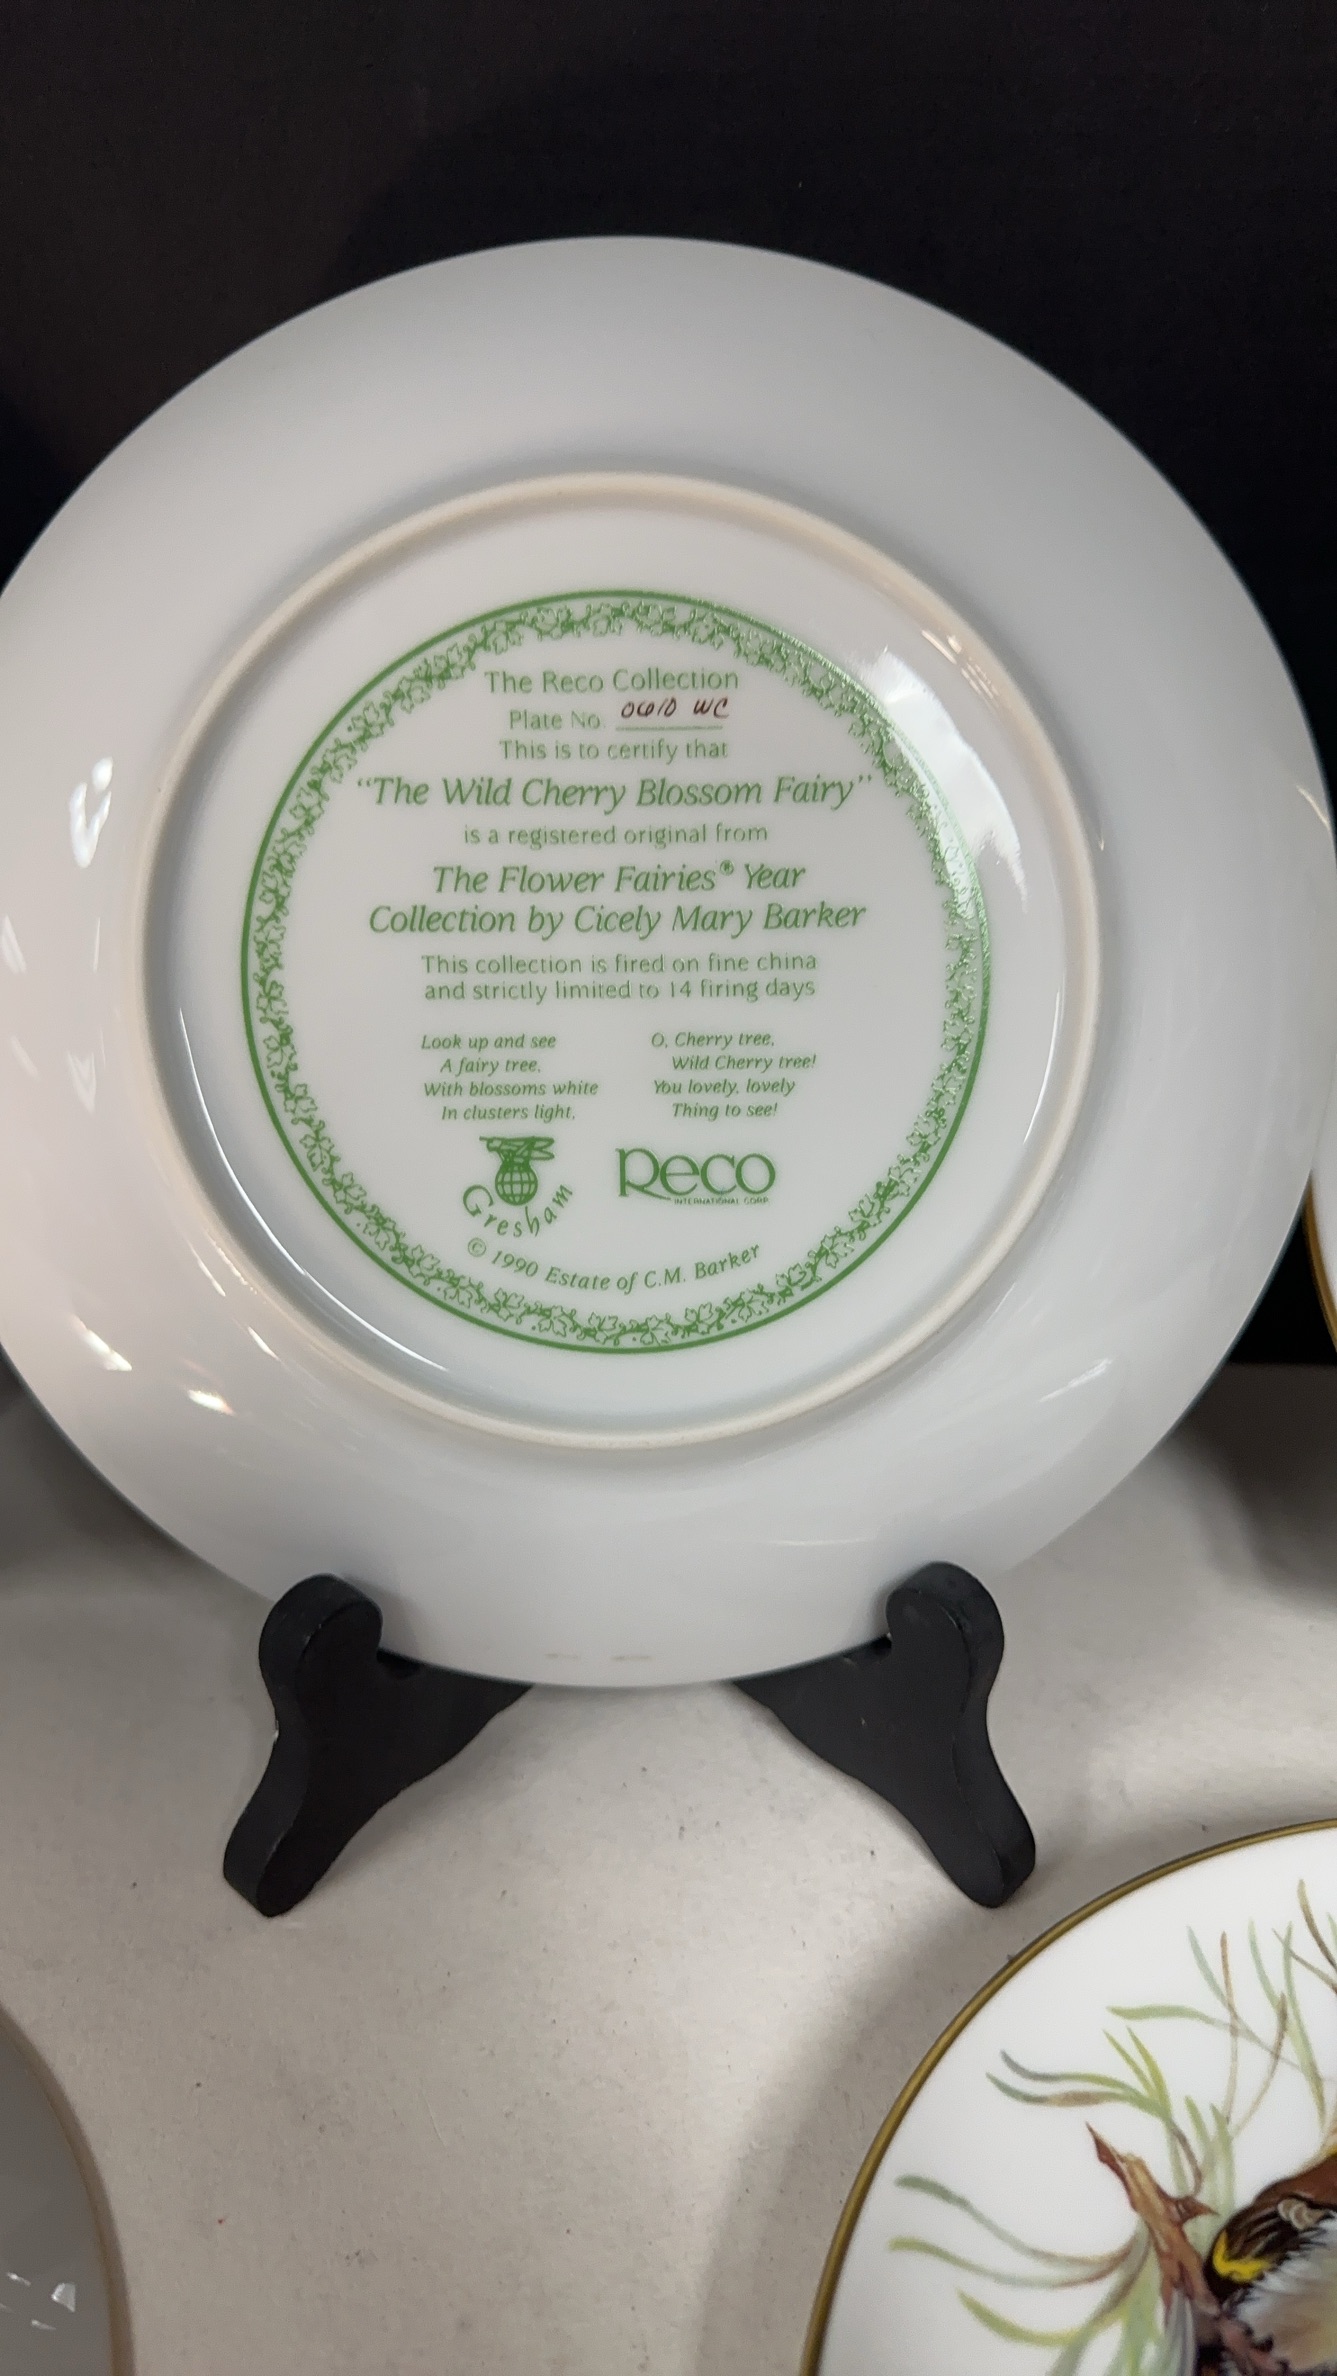 The Reco Collection
Plate No. 0610 WC
This is to certify that
“The Wild Cherry Blossom Fairy”
is a registered original from
The Flower Fairies® Year
Collection by Cicely Mary Barker
This collection is fired on fine china
and strictly limited to 14 firing days
Look up and see
A fairy tree,
With blossoms white
In clusters light.
O, Cherry tree,
Wild Cherry tree!
You lovely, lovely
Thing to see!
Gresham
Reco
INTERNATIONAL CORP.
© 1990 Estate of C.M. Barker